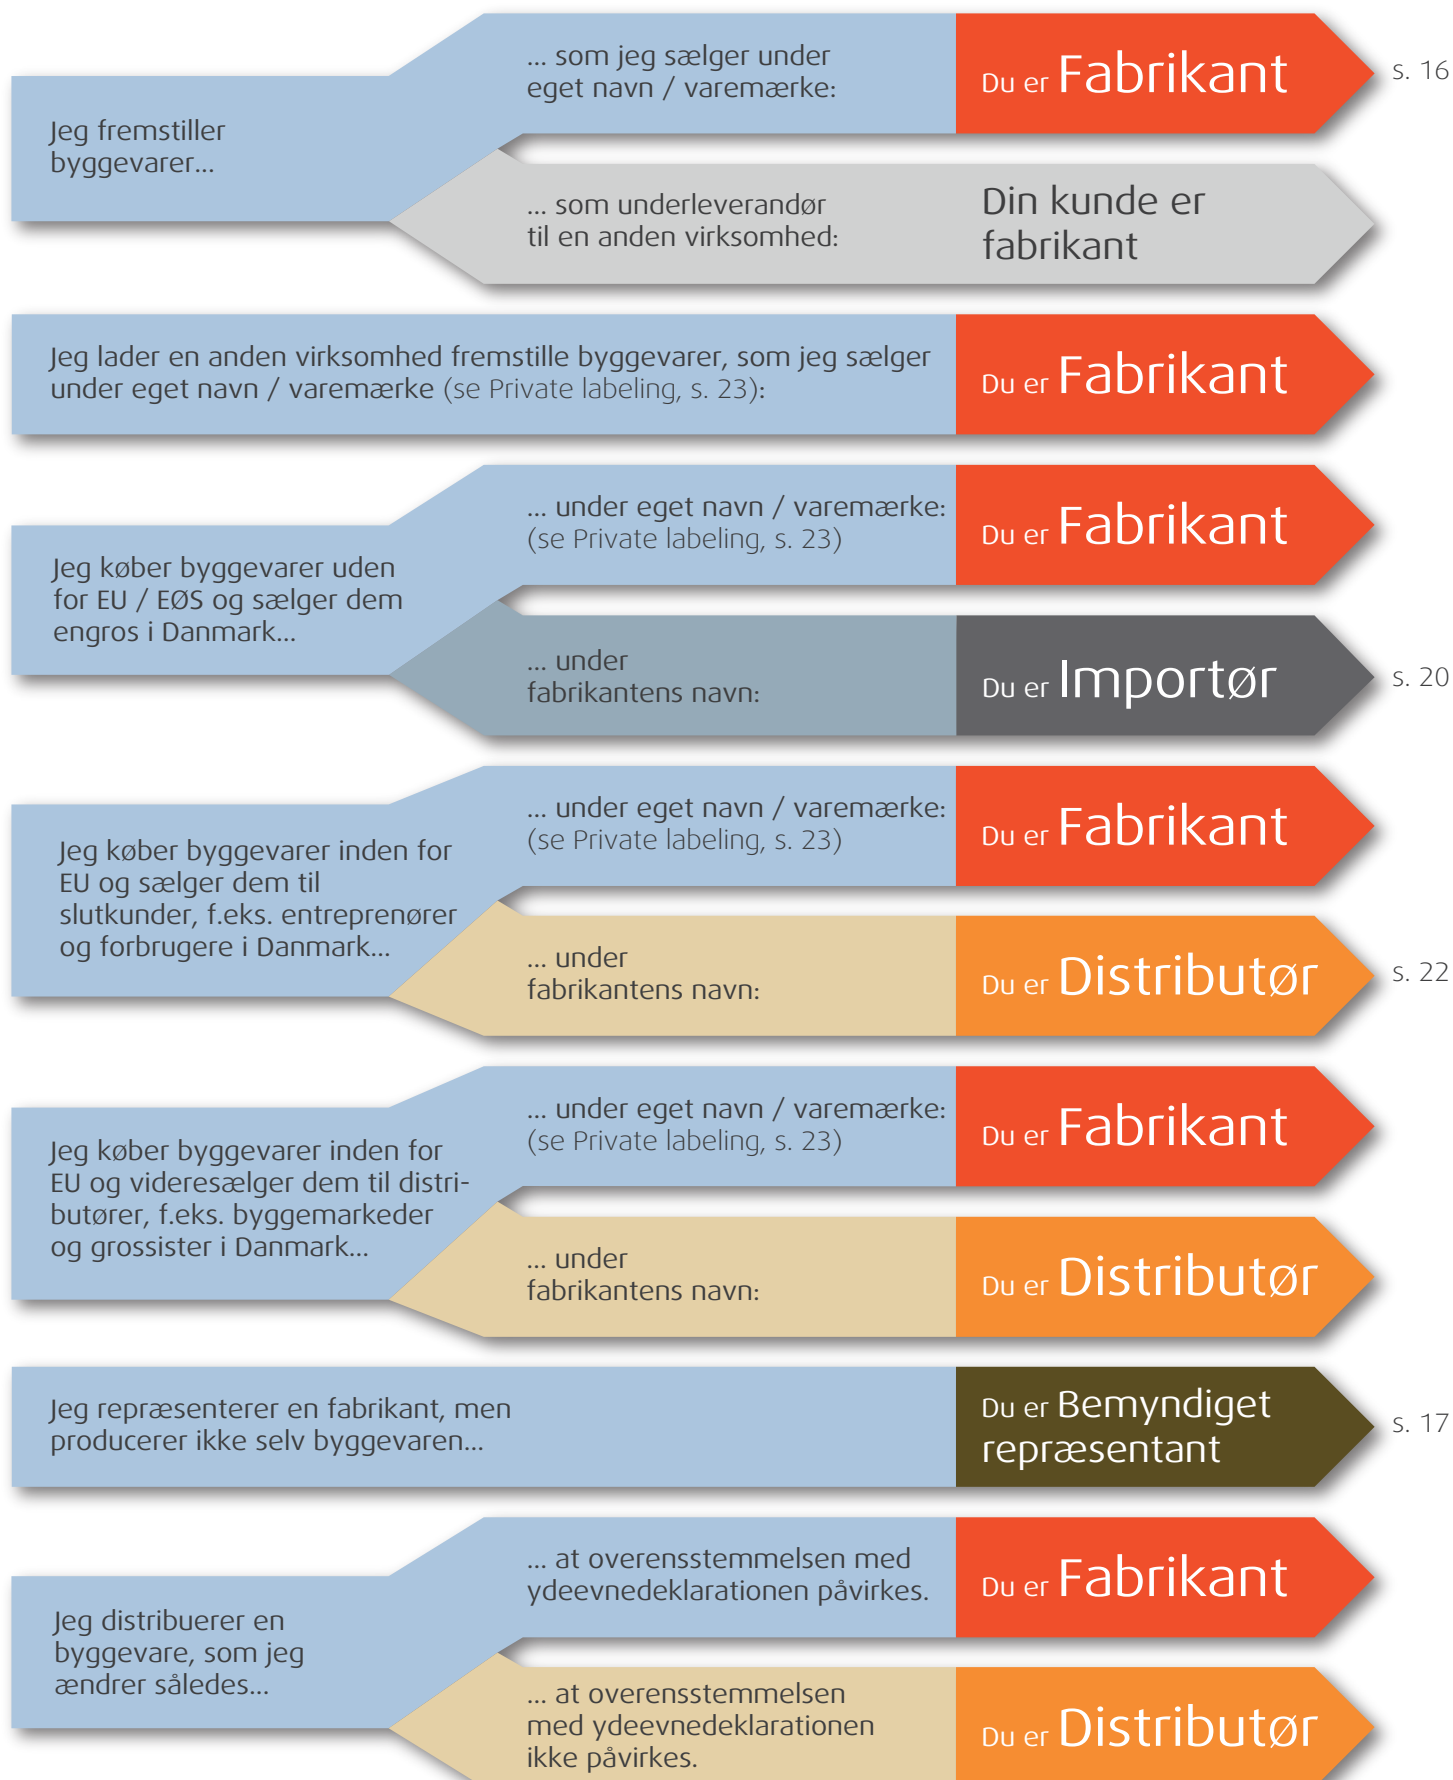 Jeg fremstiller
byggevarer...
... som jeg sælger under
eget navn / varemærke:
Du er Fabrikant
s. 16
... som underleverandør
til en anden virksomhed:
Din kunde er
fabrikant
Jeg lader en anden virksomhed fremstille byggevarer, som jeg sælger
under eget navn / varemærke (se Private labeling, s. 23):
Du er Fabrikant
Jeg køber byggevarer uden
for EU / EØS og sælger dem
engros i Danmark...
... under eget navn / varemærke:
(se Private labeling, s. 23)
Du er Fabrikant
... under
fabrikantens navn:
Du er Importør
s. 20
Jeg køber byggevarer inden for
EU og sælger dem til
slutkunder, f.eks. entreprenører
og forbrugere i Danmark...
... under eget navn / varemærke:
(se Private labeling, s. 23)
Du er Fabrikant
... under
fabrikantens navn:
Du er Distributør
s. 22
Jeg køber byggevarer inden for
EU og videresælger dem til distri-
butører, f.eks. byggemarkeder
og grossister i Danmark...
... under eget navn / varemærke:
(se Private labeling, s. 23)
Du er Fabrikant
... under
fabrikantens navn:
Du er Distributør
Jeg repræsenterer en fabrikant, men
producerer ikke selv byggevaren...
Du er Bemyndiget
repræsentant
s. 17
Jeg distribuerer en
byggevare, som jeg
ændrer således...
... at overensstemmelsen med
ydeevnedeklarationen påvirkes.
Du er Fabrikant
... at overensstemmelsen
med ydeevnedeklarationen
ikke påvirkes.
Du er Distributør